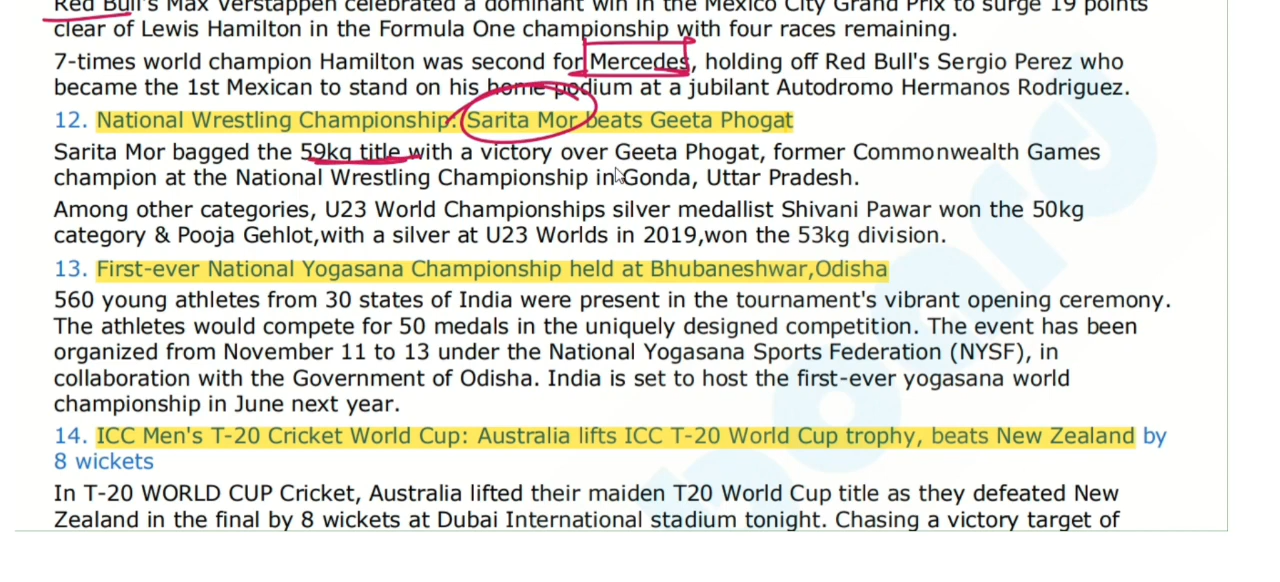 Red Bull's Max Verstappen celebrated a dominant win in the Mexico City Grand Prix to surge 19 points
clear of Lewis Hamilton in the Formula One championship with four races remaining.
7-times world champion Hamilton was second for Mercedes, holding off Red Bull's Sergio Perez who
became the 1st Mexican to stand on his home podium at a jubilant Autodromo Hermanos Rodriguez.
12. National Wrestling Championship: Sarita Mor beats Geeta Phogat
Sarita Mor bagged the 59kg title with a victory over Geeta Phogat, former Commonwealth Games
champion at the National Wrestling Championship in Gonda, Uttar Pradesh.
Among other categories, U23 World Championships silver medallist Shivani Pawar won the 50kg
category & Pooja Gehlot,with a silver at U23 Worlds in 2019,won the 53kg division.
13. First-ever National Yogasana Championship held at Bhubaneshwar,Odisha
560 young athletes from 30 states of India were present in the tournament's vibrant opening ceremony.
The athletes would compete for 50 medals in the uniquely designed competition. The event has been
organized from November 11 to 13 under the National Yogasana Sports Federation (NYSF), in
collaboration with the Government of Odisha. India is set to host the first-ever yogasana world
championship in June next year.
14. ICC Men's T-20 Cricket World Cup: Australia lifts ICC T-20 World Cup trophy, beats New Zealand by
8 wickets
In T-20 WORLD CUP Cricket, Australia lifted their maiden T20 World Cup title as they defeated New
Zealand in the final by 8 wickets at Dubai International stadium tonight. Chasing a victory target of